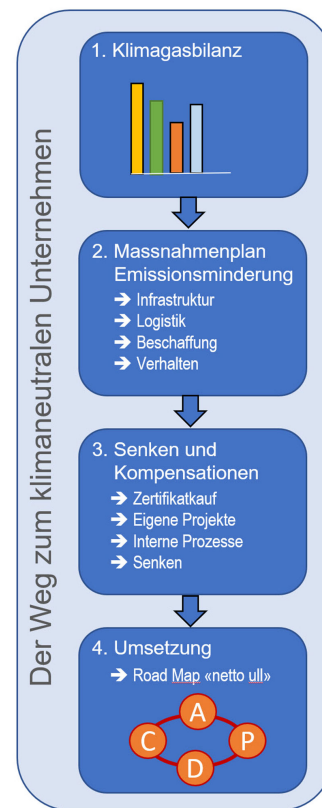 Der Weg zum klimaneutralen Unternehmen
1. Klimagasbilanz
2. Massnahmenplan
Emissionsminderung
➔ Infrastruktur
➔ Logistik
➔ Beschaffung
➔ Verhalten
3. Senken und
Kompensationen
➔ Zertifikatkauf
➔ Eigene Projekte
➔ Interne Prozesse
➔ Senken
4. Umsetzung
➔ Road Map «netto ull»
A
C
P
D